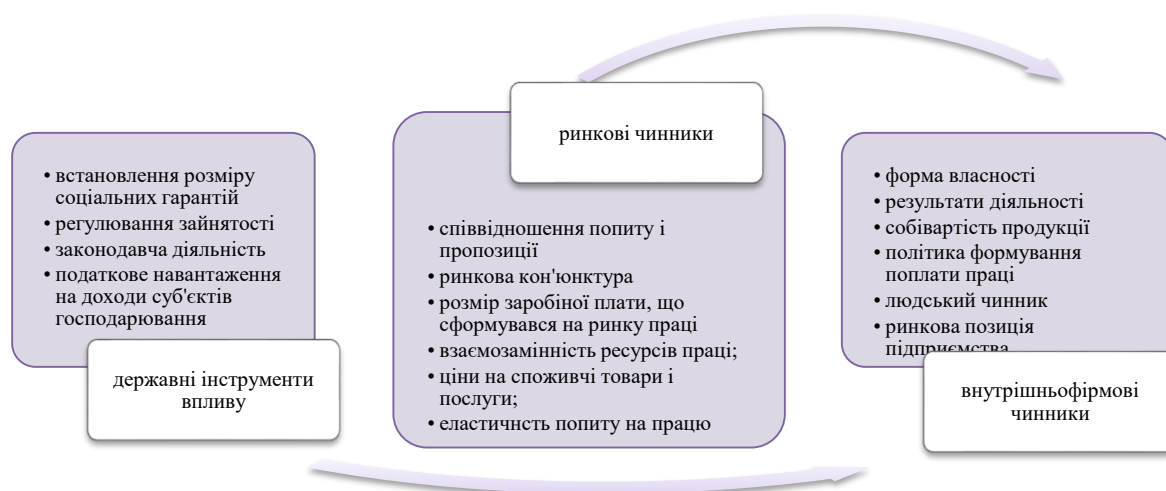 • встановлення розміру
соціальних гарантій
• регулювання зайнятості
• законодавча діяльність
• податкове навантаження
на доходи суб'єктів
господарювання
державні інструменти
впливу
ринкові чинники
• співвідношення попиту і
пропозиції
• ринкова кон'юнктура
• розмір заробіної плати, що
сформувався на ринку праці
• взаємозамінність ресурсів праці;
• ціни на споживчі товари і
послуги;
• еластичнсть попиту на працю
• форма власності
• результати діяльності
• собівартість продукції
• політика формування
поплати праці
• людський чинник
• ринкова позиція
підприємства
внутрішньофірмові
чинники